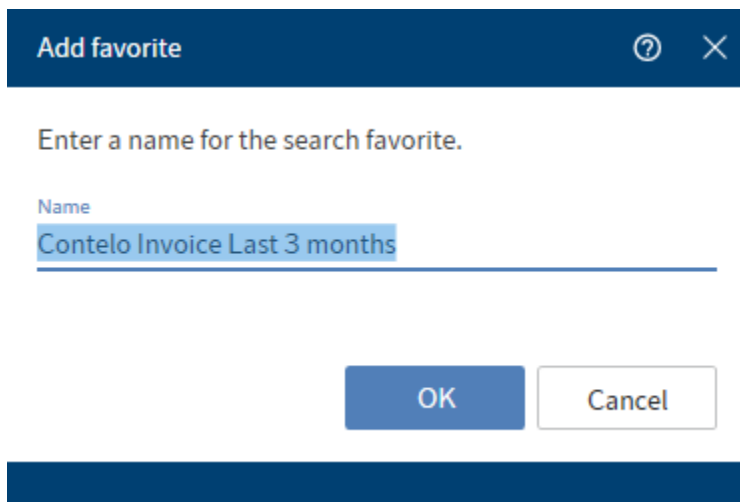 Add favorite
Enter a name for the search favorite.
Name
Contelo Invoice Last 3 months
OK
Cancel